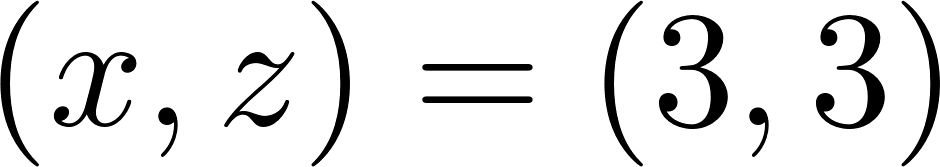 (x, z) = (3, 3)